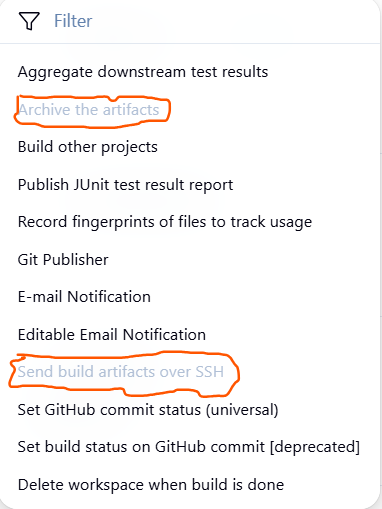 Filter
Aggregate downstream test results
Archive the artifacts
Build other projects
Publish JUnit test result report
Record fingerprints of files to track usage
Git Publisher
E-mail Notification
Editable Email Notification
Send build artifacts over SSH
Set GitHub commit status (universal)
Set build status on GitHub commit [deprecated]
Delete workspace when build is done